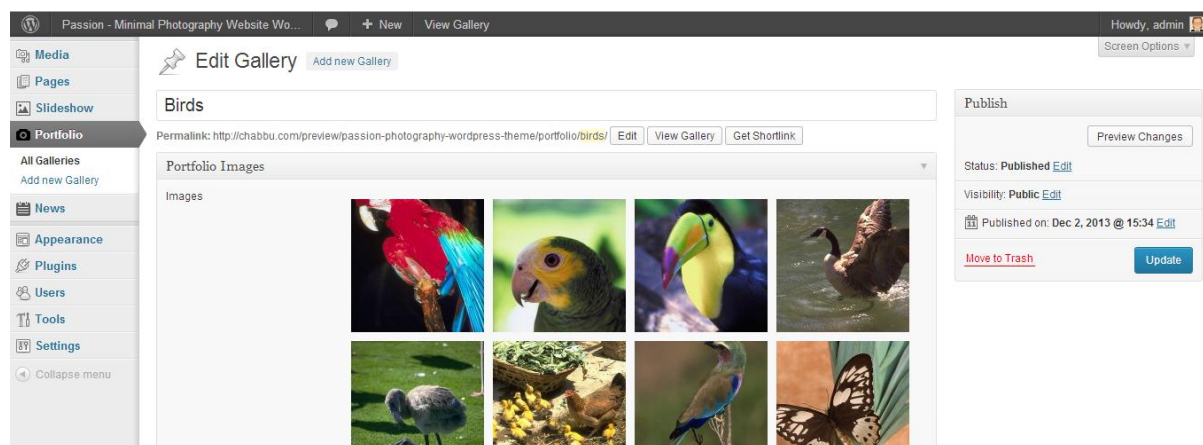 Passion - Minimal Photography Website Wo... + New View Gallery Howdy, admin
Screen Options
Media
Pages
Slideshow
Portfolio
All Galleries
Add new Gallery
News
Appearance
Plugins
Users
Tools
Settings
Collapse menu
Edit Gallery Add new Gallery
Birds
Permalink: http://chabbu.com/preview/passion-photography-wordpress-theme/portfolio/birds/ Edit View Gallery Get Shortlink
Portfolio Images
Images
Publish
Preview Changes
Status: Published Edit
Visibility: Public Edit
Published on: Dec 2, 2013 @ 15:34 Edit
Move to Trash Update